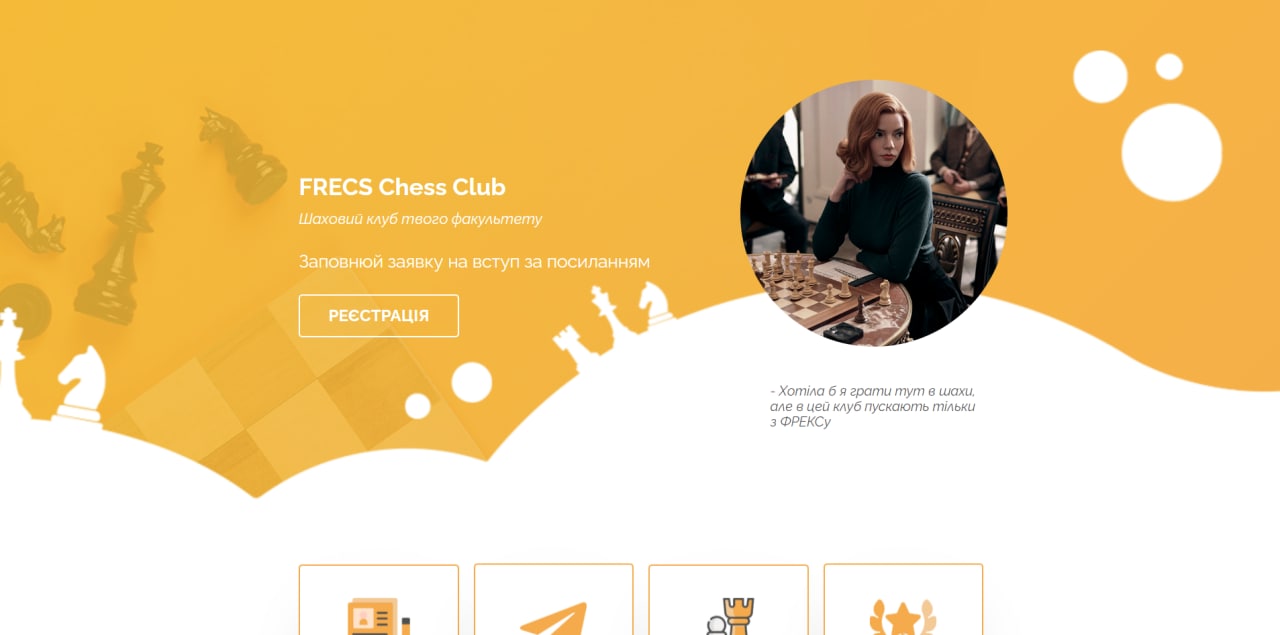 FRECS Chess Club
Шаховий клуб твого факультету
Заповнюй заявку на вступ за посиланням
РЕЄСТРАЦІЯ
- Хотіла б я грати тут в шахи,
але в цей клуб пускають тільки
з ФРЕКСу